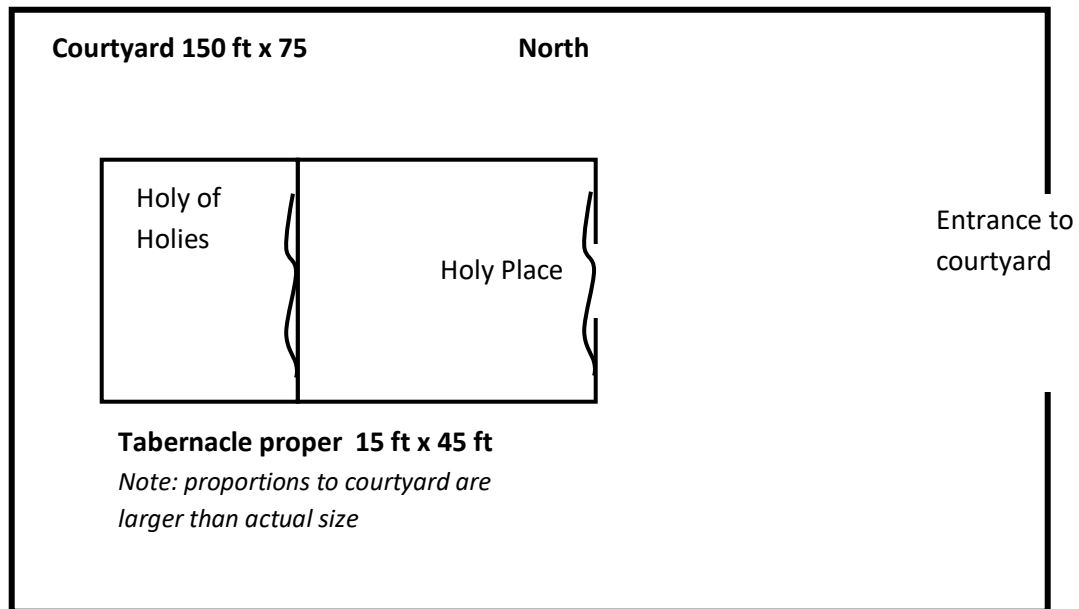 Courtyard 150 ft x 75
North
Holy of
Holies
Holy Place
Entrance to
courtyard
Tabernacle proper  15 ft x 45 ft
Note: proportions to courtyard are
larger than actual size